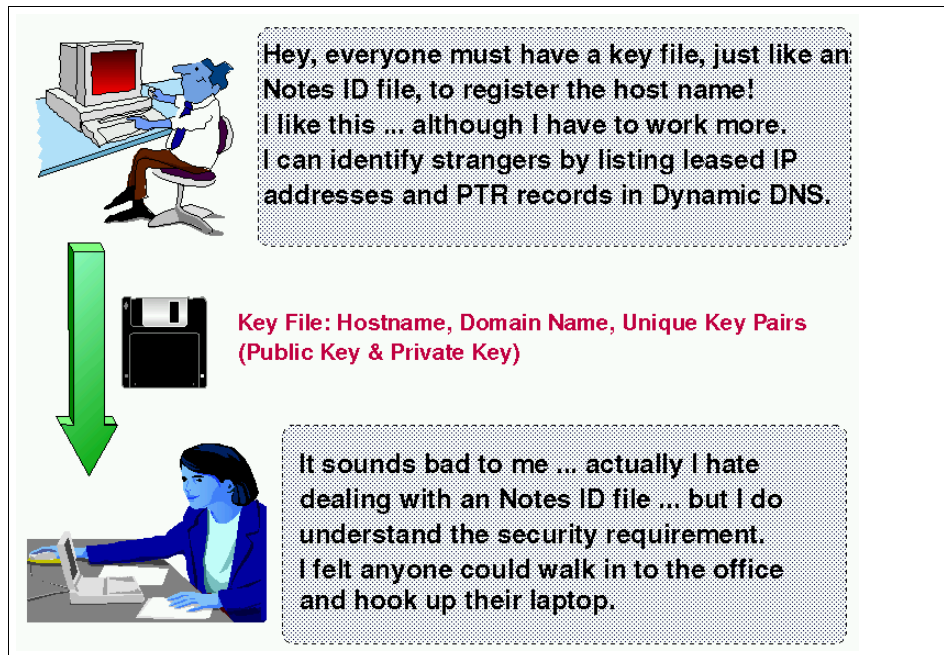 Hey, everyone must have a key file, just like an
Notes ID file, to register the host name!
I like this ... although I have to work more.
I can identify strangers by listing leased IP
addresses and PTR records in Dynamic DNS.
Key File: Hostname, Domain Name, Unique Key Pairs
(Public Key & Private Key)
It sounds bad to me ... actually I hate
dealing with an Notes ID file ... but I do
understand the security requirement.
I felt anyone could walk in to the office
and hook up their laptop.